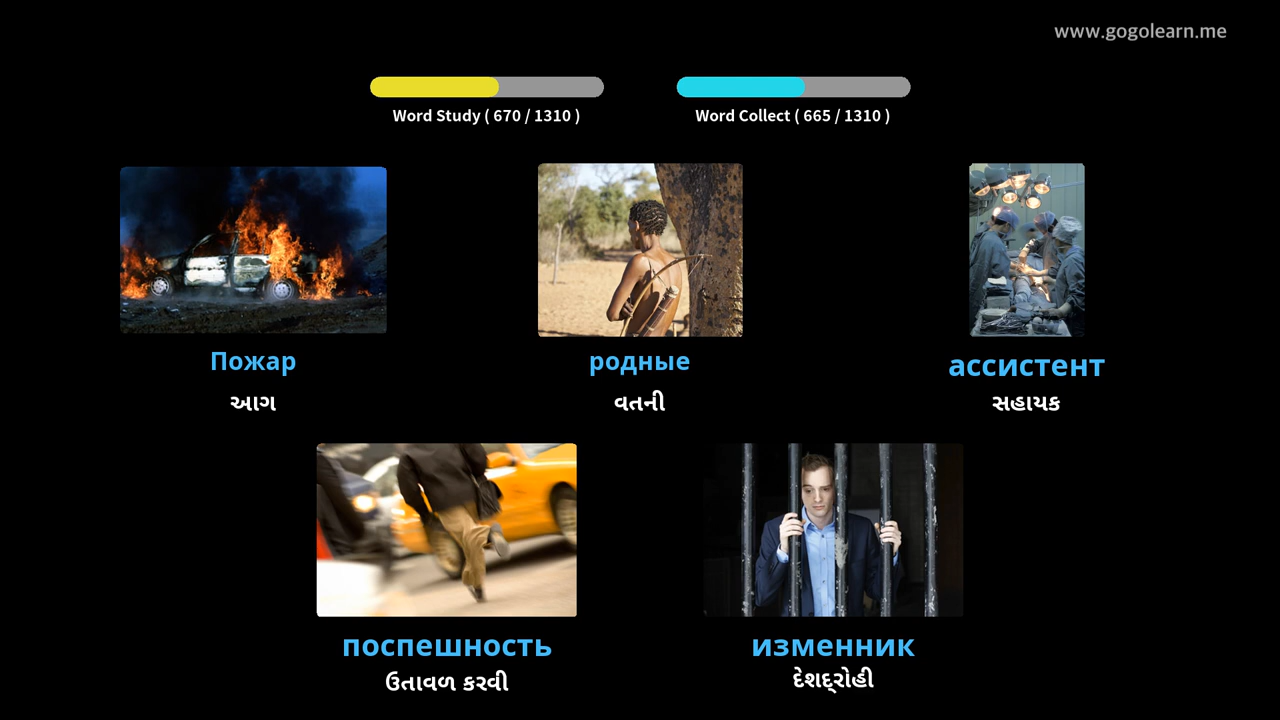 www.gogolearn.me
Word Study ( 670 / 1310 )
Word Collect ( 665 / 1310 )
Пожар
родные
ассистент
આગ
વતની
સહાયક
поспешность
изменник
ઉતાવળ કરવી
દેશદ્રોહી